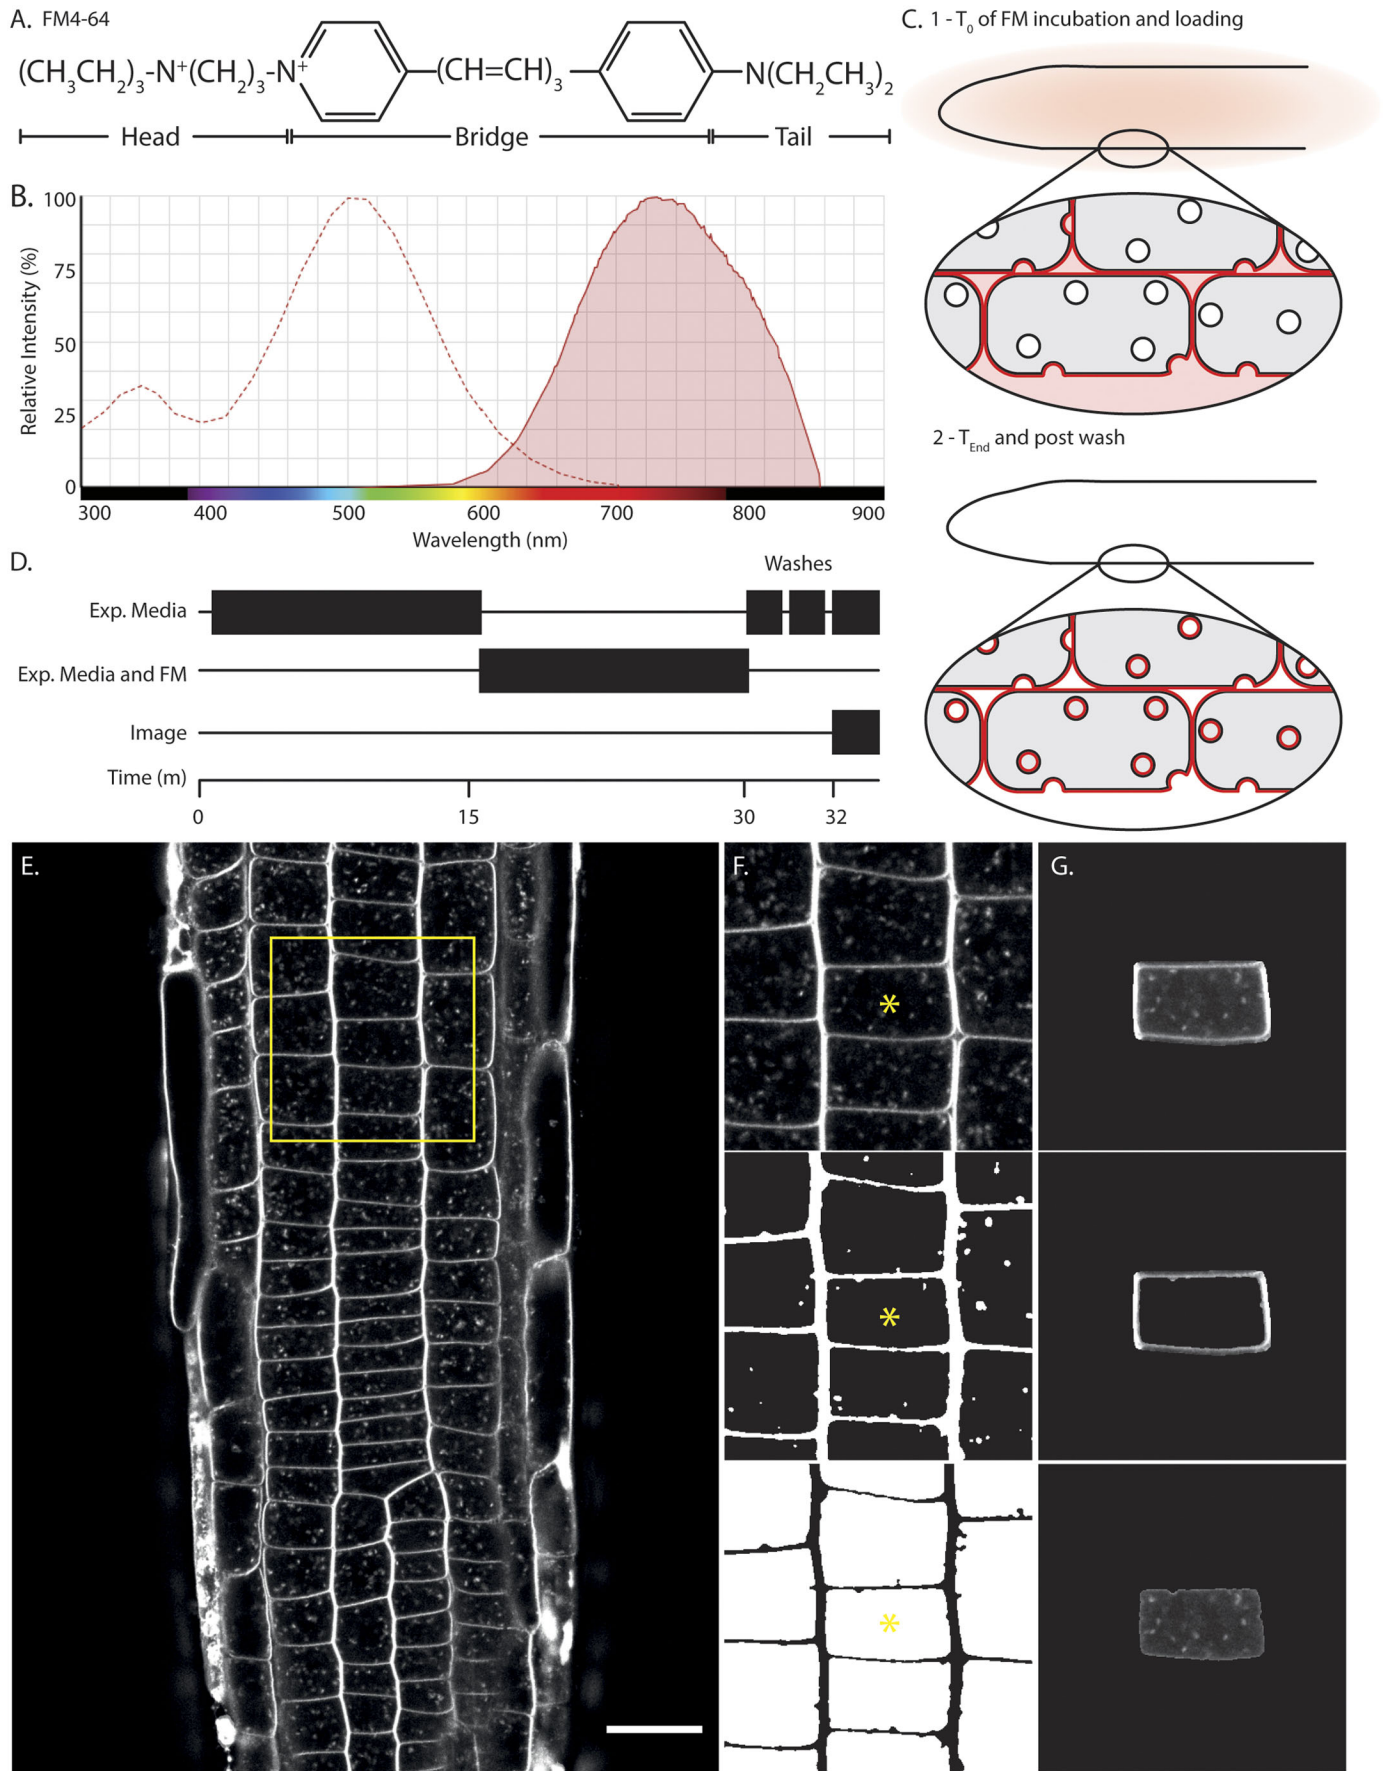 A. FM4-64
(CH₃CH₂)₃-N⁺(CH₂)₃-N⁺ (CH=CH)₃ N(CH₂CH₃)₂
Head Bridge Tail
B.
Relative Intensity (%)
100
75
50
25
0
300 400 500 600 700 800 900
Wavelength (nm)
C. 1 - T₀ of FM incubation and loading
2 - T_End and post wash
D.
Washes
Exp. Media
Exp. Media and FM
Image
Time (m)
0 15 30 32
E.
F.
*
*
*
G.